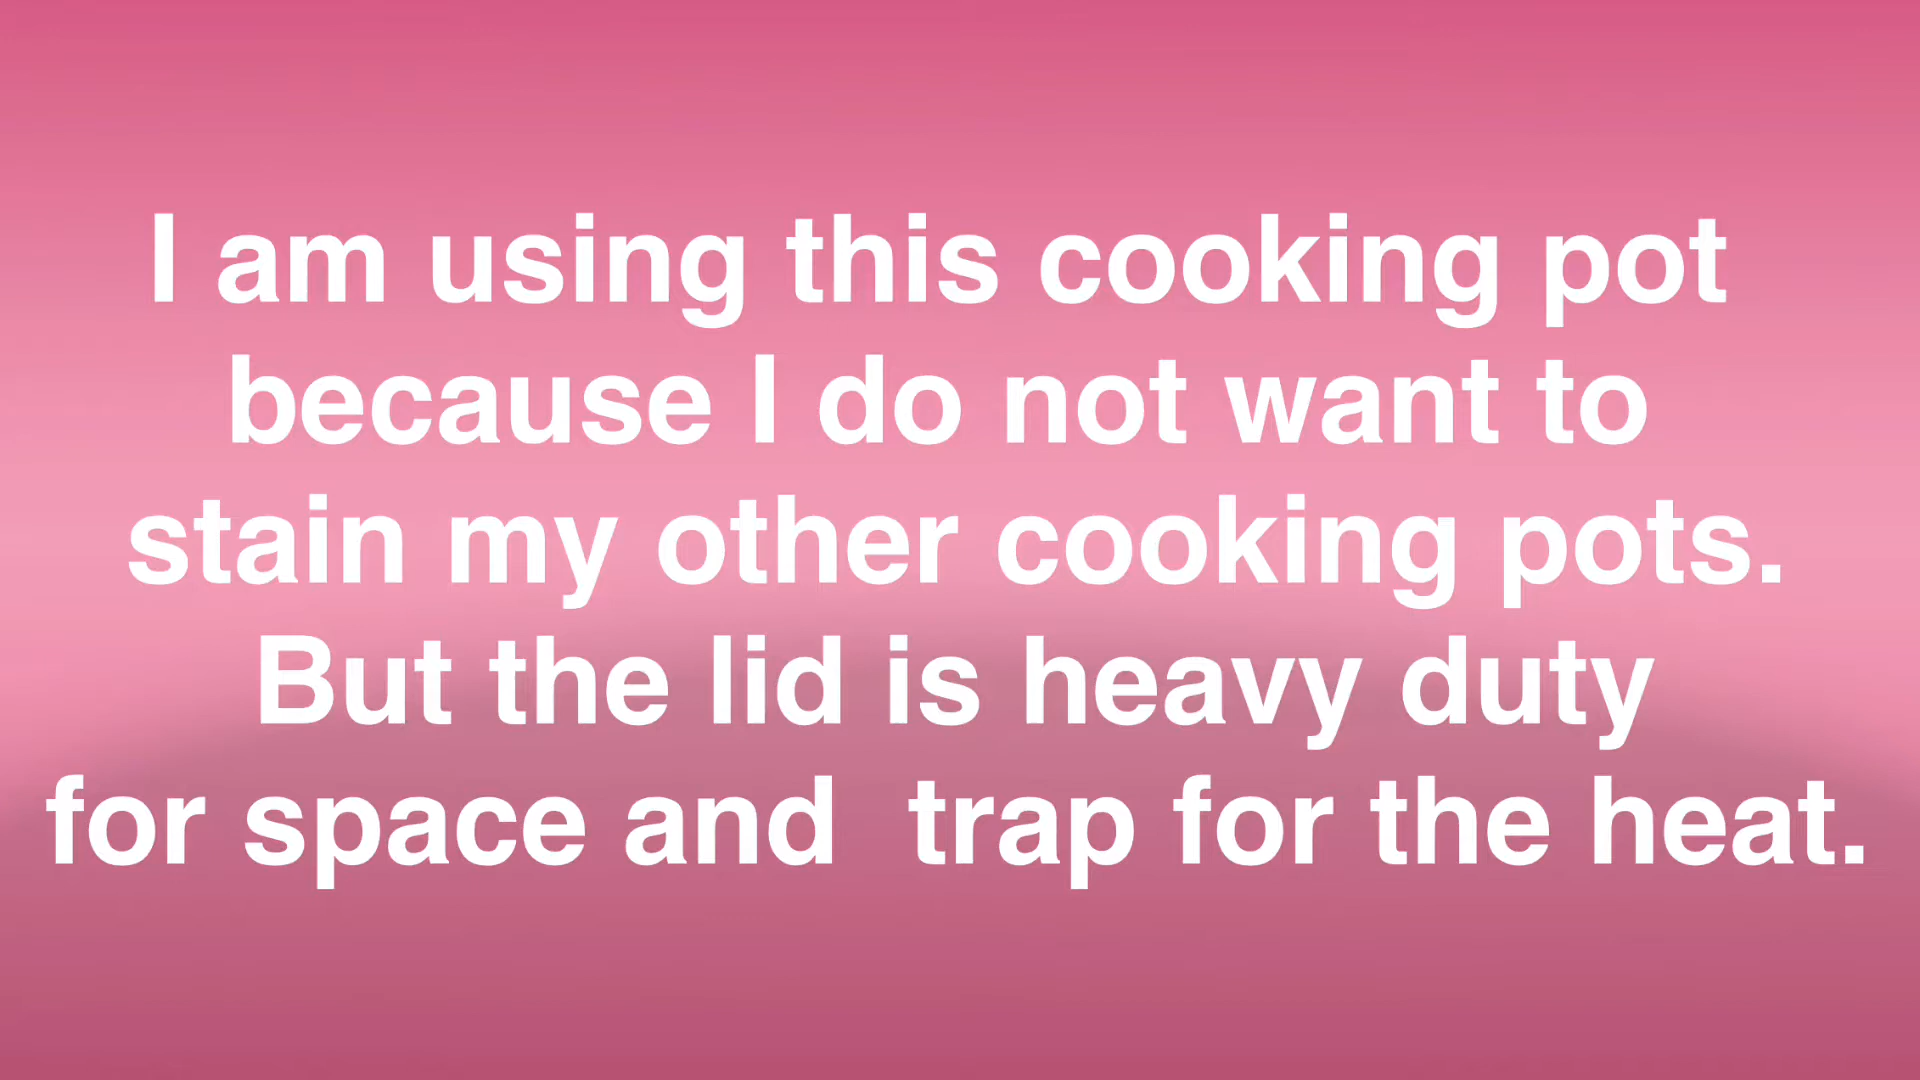 I am using this cooking pot
because I do not want to
stain my other cooking pots.
But the lid is heavy duty
for space and  trap for the heat.